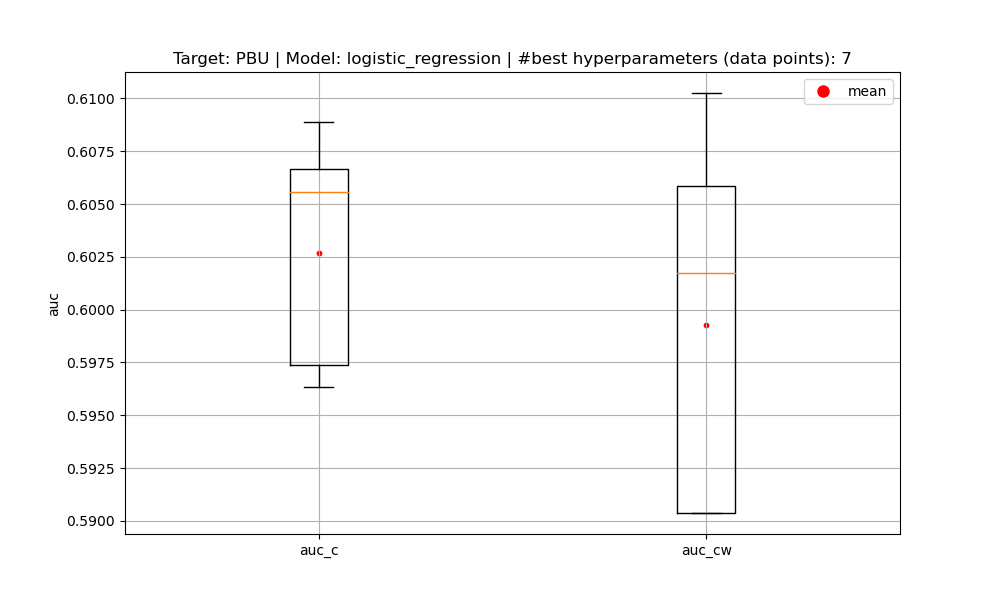 Target: PBU | Model: logistic_regression | #best hyperparameters (data points): 7
mean
0.6100
0.6075
0.6050
0.6025
0.6000
0.5975
0.5950
0.5925
0.5900
auc
auc_c
auc_cw